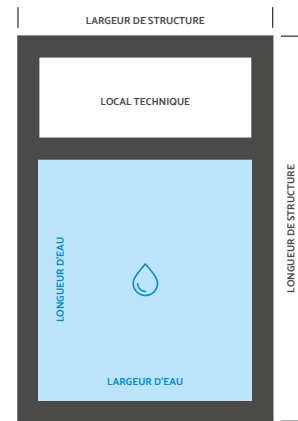 LARGEUR DE STRUCTURE
LOCAL TECHNIQUE
LONGUEUR DE STRUCTURE
LONGUEUR D'EAU
LARGEUR D'EAU